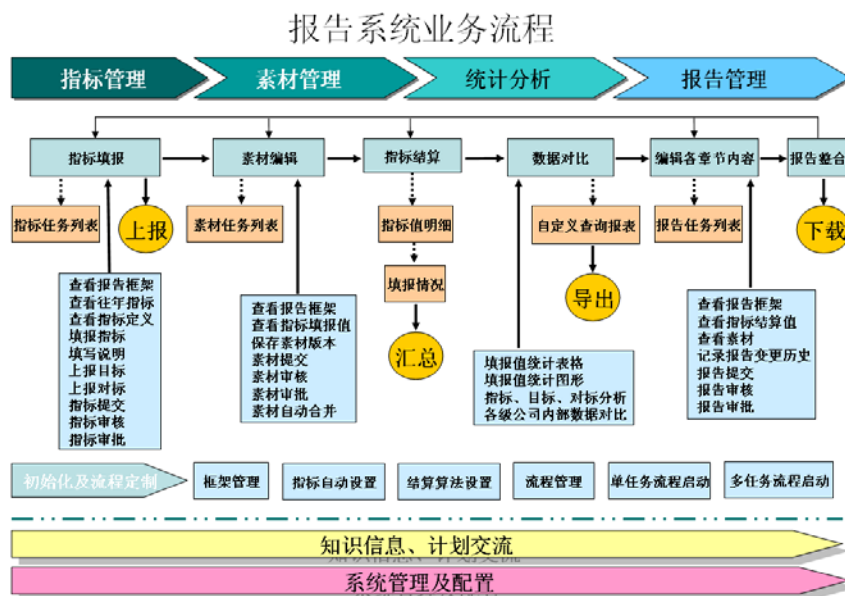 报告系统业务流程
指标管理
素材管理
统计分析
报告管理
指标填报
素材编辑
指标结算
数据对比
编辑各章节内容
报告整合
指标任务列表
上报
素材任务列表
指标值明细
自定义查询报表
报告任务列表
下载
填报情况
导出
汇总
查看报告框架
查看往年指标
查看指标定义
填报指标
填写说明
上报目标
上报对标
指标提交
指标审核
指标审批
查看报告框架
查看指标填报值
保存素材版本
素材提交
素材审核
素材审批
素材自动合并
填报值统计表格
填报值统计图形
指标、目标、对标分析
各级公司内部数据对比
查看报告框架
查看指标结算值
查看素材
记录报告变更历史
报告提交
报告审核
报告审批
初始化及流程定制
框架管理
指标自动设置
结算算法设置
流程管理
单任务流程启动
多任务流程启动
知识信息、计划交流
系统管理及配置